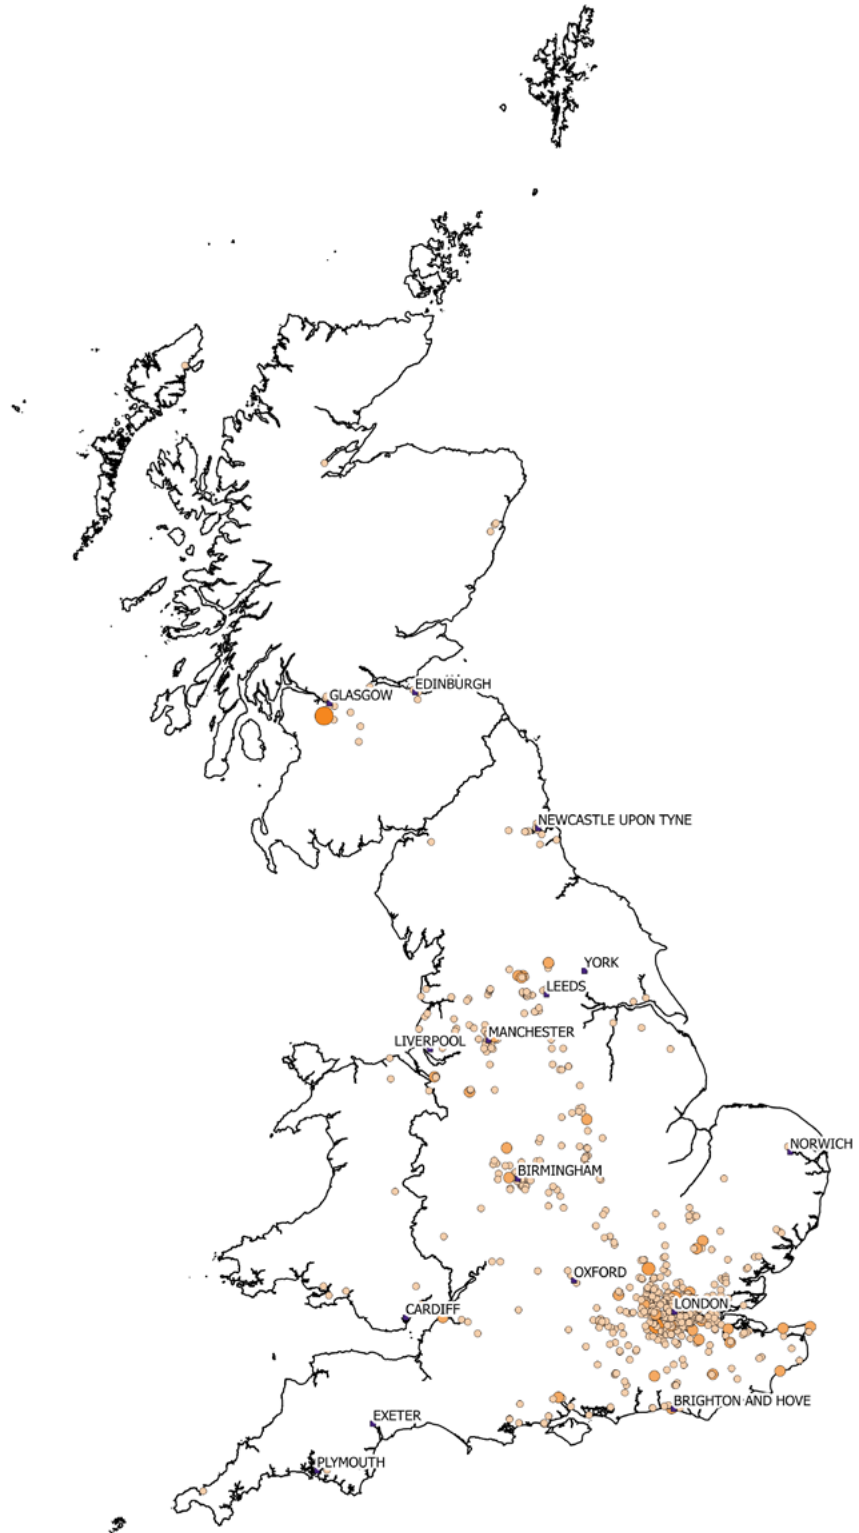 EDINBURGH
GLASGOW
NEWCASTLE UPON TYNE
YORK
LEEDS
MANCHESTER
LIVERPOOL
NORWICH
BIRMINGHAM
OXFORD
LONDON
CARDIFF
BRIGHTON AND HOVE
EXETER
PLYMOUTH